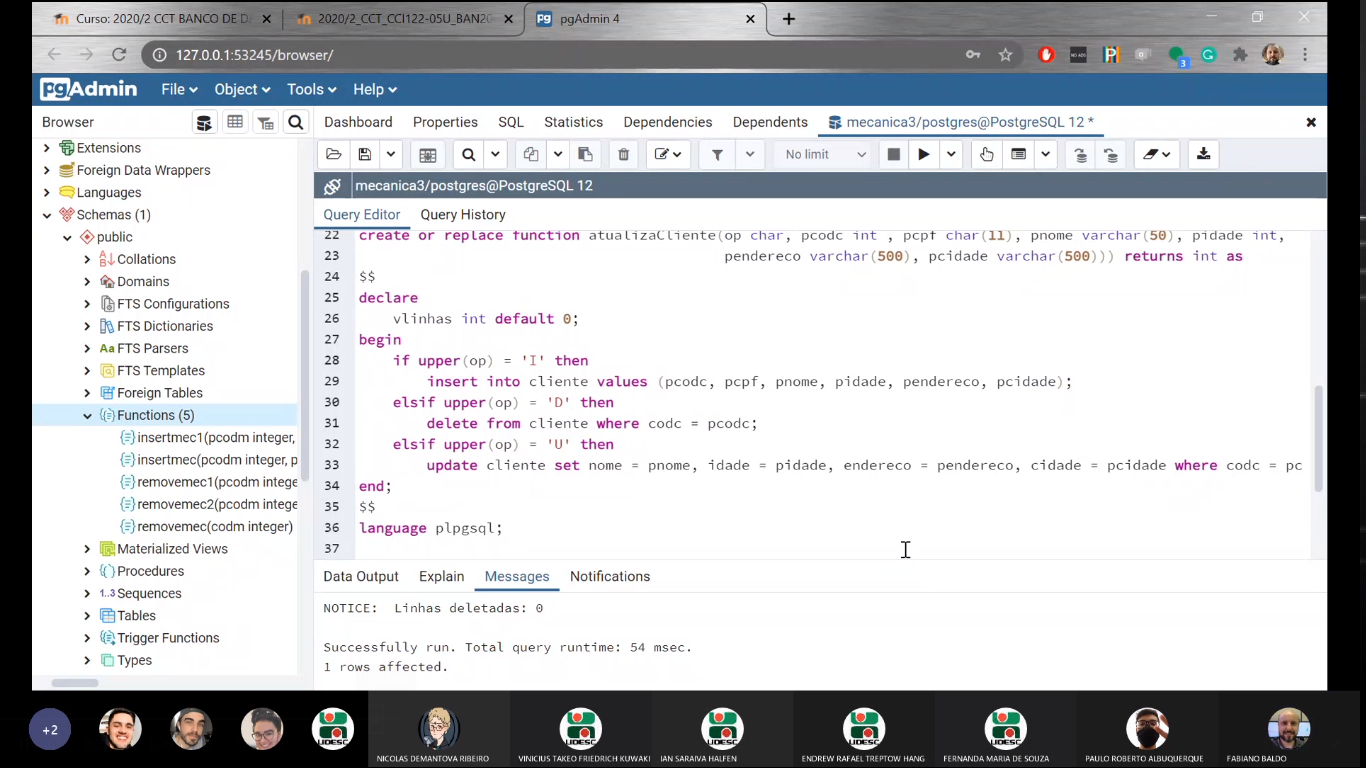 Curso: 2020/2 CCT BANCO DE D
2020/2_CCT_CCI122-05U_BAN20
pgAdmin 4
127.0.0.1:53245/browser/
3
pgAdmin File Object Tools Help
Browser
Dashboard Properties SQL Statistics Dependencies Dependents mecanica3/postgres@PostgreSQL 12 *
No limit
mecanica3/postgres@PostgreSQL 12
Query Editor Query History
Extensions
Foreign Data Wrappers
Languages
Schemas (1)
public
Collations
Domains
FTS Configurations
FTS Dictionaries
FTS Parsers
FTS Templates
Foreign Tables
Functions (5)
insertmec1(pcodm integer,
insertmec(pcodm integer, p
removemec1(pcodm intege
removemec2(pcodm intege
removemec(codm integer)
Materialized Views
Procedures
Sequences
Tables
Trigger Functions
Types
22 create or replace function atualizaCliente(op char, pcodc int , pcpf char(11), pnome varchar(50), pidade int,
23 pendereco varchar(500), pcidade varchar(500))) returns int as
24 $$
25 declare
26 vlinhas int default 0;
27 begin
28 if upper(op) = 'I' then
29 insert into cliente values (pcodc, pcpf, pnome, pidade, pendereco, pcidade);
30 elsif upper(op) = 'D' then
31 delete from cliente where codc = pcodc;
32 elsif upper(op) = 'U' then
33 update cliente set nome = pnome, idade = pidade, endereco = pendereco, cidade = pcidade where codc = pc
34 end;
35 $$
36 language plpgsql;
37
Data Output Explain Messages Notifications
NOTICE: Linhas deletadas: 0
Successfully run. Total query runtime: 54 msec.
1 rows affected.
+2
UDESC
NICOLAS DEMANTOVA RIBEIRO
UDESC
VINICIUS TAKEO FRIEDRICH KUWAKI
UDESC
IAN SARAIVA HALFEN
UDESC
ENDREW RAFAEL TREPTOW HANG
UDESC
FERNANDA MARIA DE SOUZA
PAULO ROBERTO ALBUQUERQUE
FABIANO BALDO